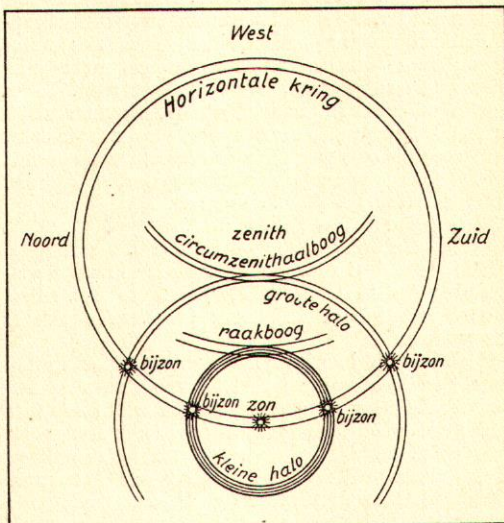 West
Horizontale kring
Noord
zenith
Zuid
circumzenithaalboog
groote halo
raakboog
bijzon
bijzon
bijzon
zon
bijzon
kleine halo